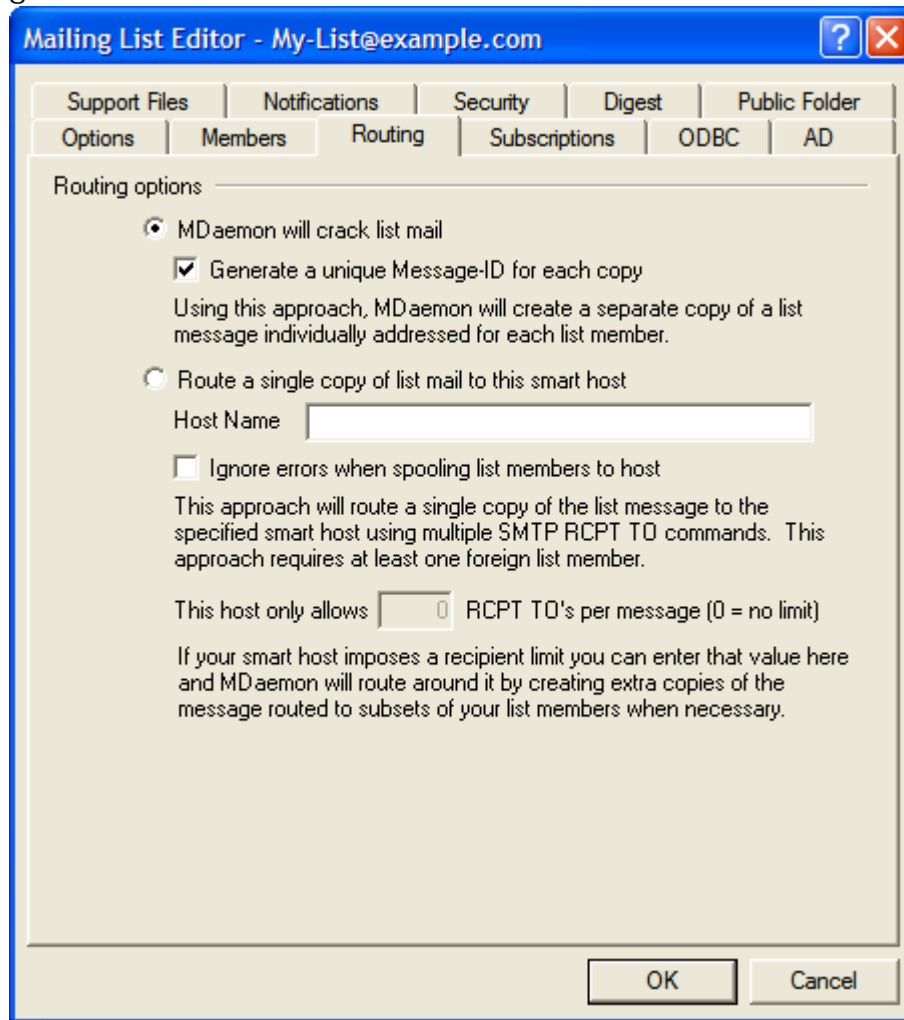 Mailing List Editor - My-List@example.com
Support Files Notifications Security Digest Public Folder
Options Members Routing Subscriptions ODBC AD
Routing options
MDaemon will crack list mail
Generate a unique Message-ID for each copy
Using this approach, MDaemon will create a separate copy of a list
message individually addressed for each list member.
Route a single copy of list mail to this smart host
Host Name
Ignore errors when spooling list members to host
This approach will route a single copy of the list message to the
specified smart host using multiple SMTP RCPT TO commands. This
approach requires at least one foreign list member.
This host only allows 0 RCPT TO's per message (0 = no limit)
If your smart host imposes a recipient limit you can enter that value here
and MDaemon will route around it by creating extra copies of the
message routed to subsets of your list members when necessary.
OK Cancel